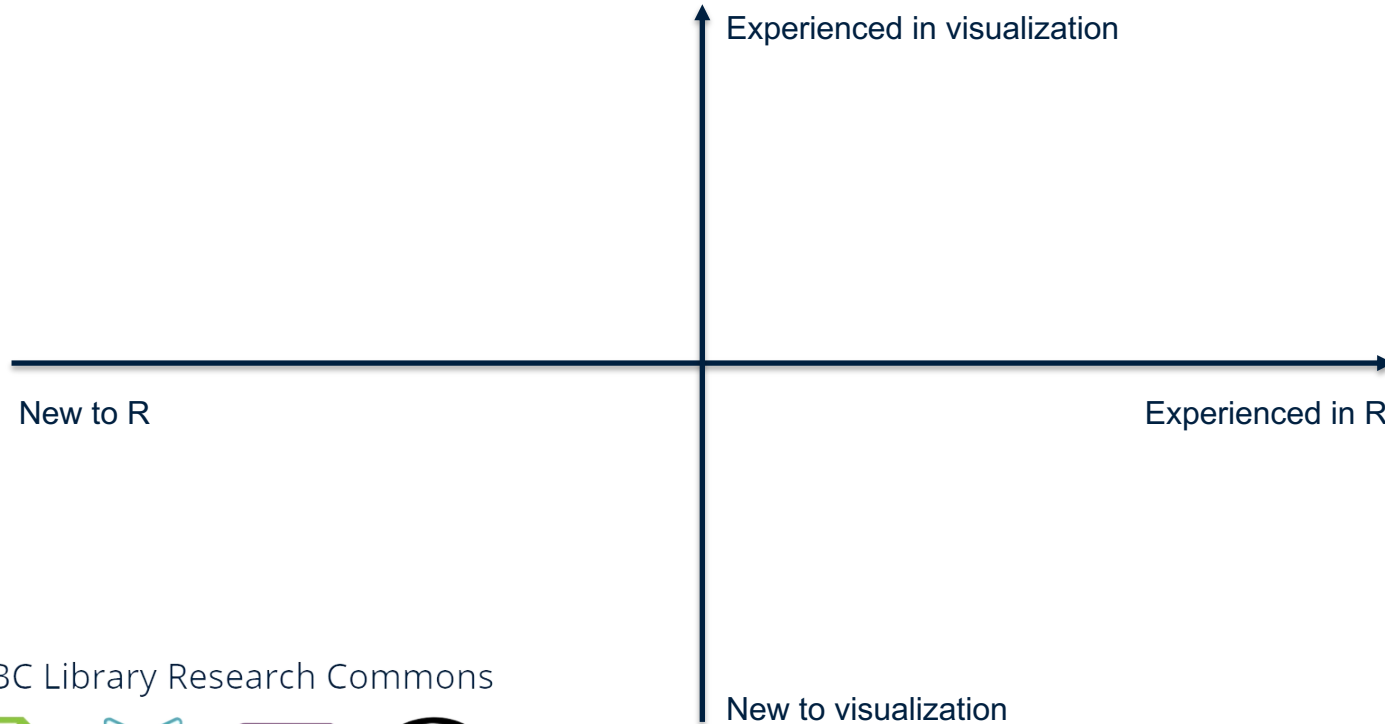 Experienced in visualization
New to R
Experienced in R
BC Library Research Commons
New to visualization